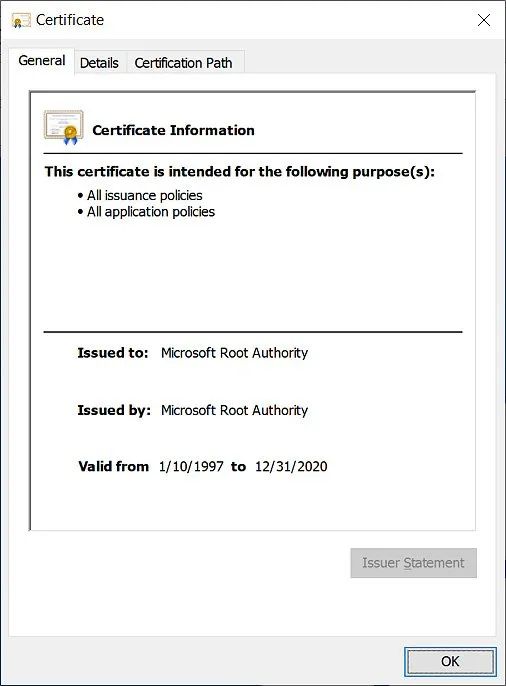 Certificate
General Details Certification Path
Certificate Information
This certificate is intended for the following purpose(s):
• All issuance policies
• All application policies
Issued to: Microsoft Root Authority
Issued by: Microsoft Root Authority
Valid from 1/10/1997 to 12/31/2020
Issuer Statement
OK